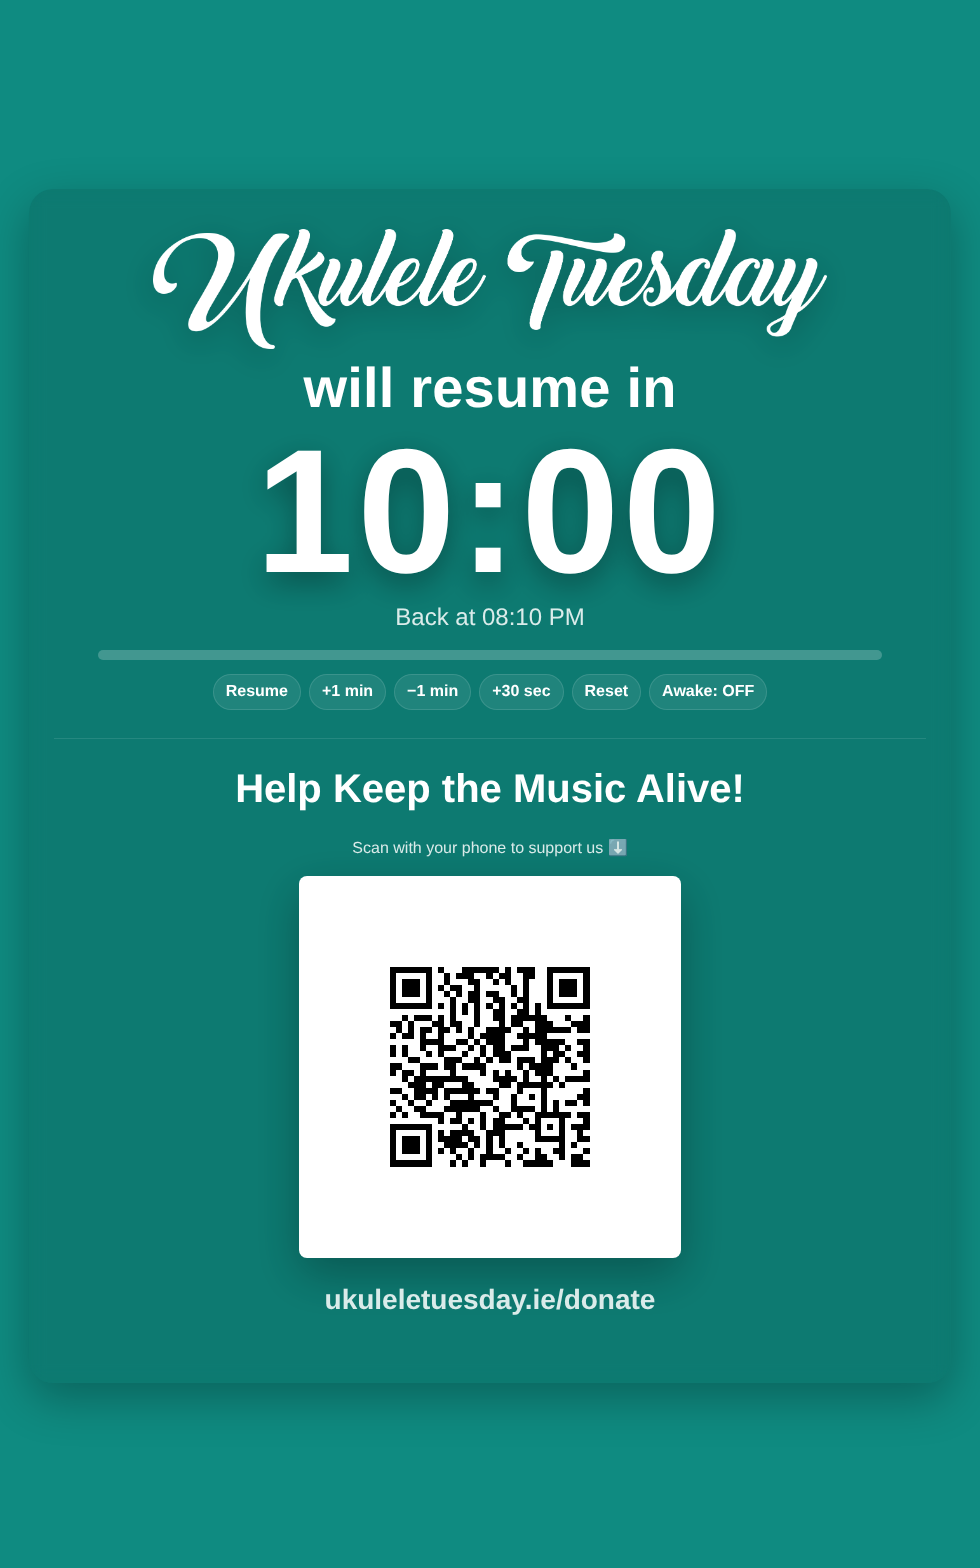 Ukulele Tuesday
will resume in
10:00
Back at 08:10 PM
Resume +1 min −1 min +30 sec Reset Awake: OFF
Help Keep the Music Alive!
Scan with your phone to support us ⬇️
ukuleletuesday.ie/donate